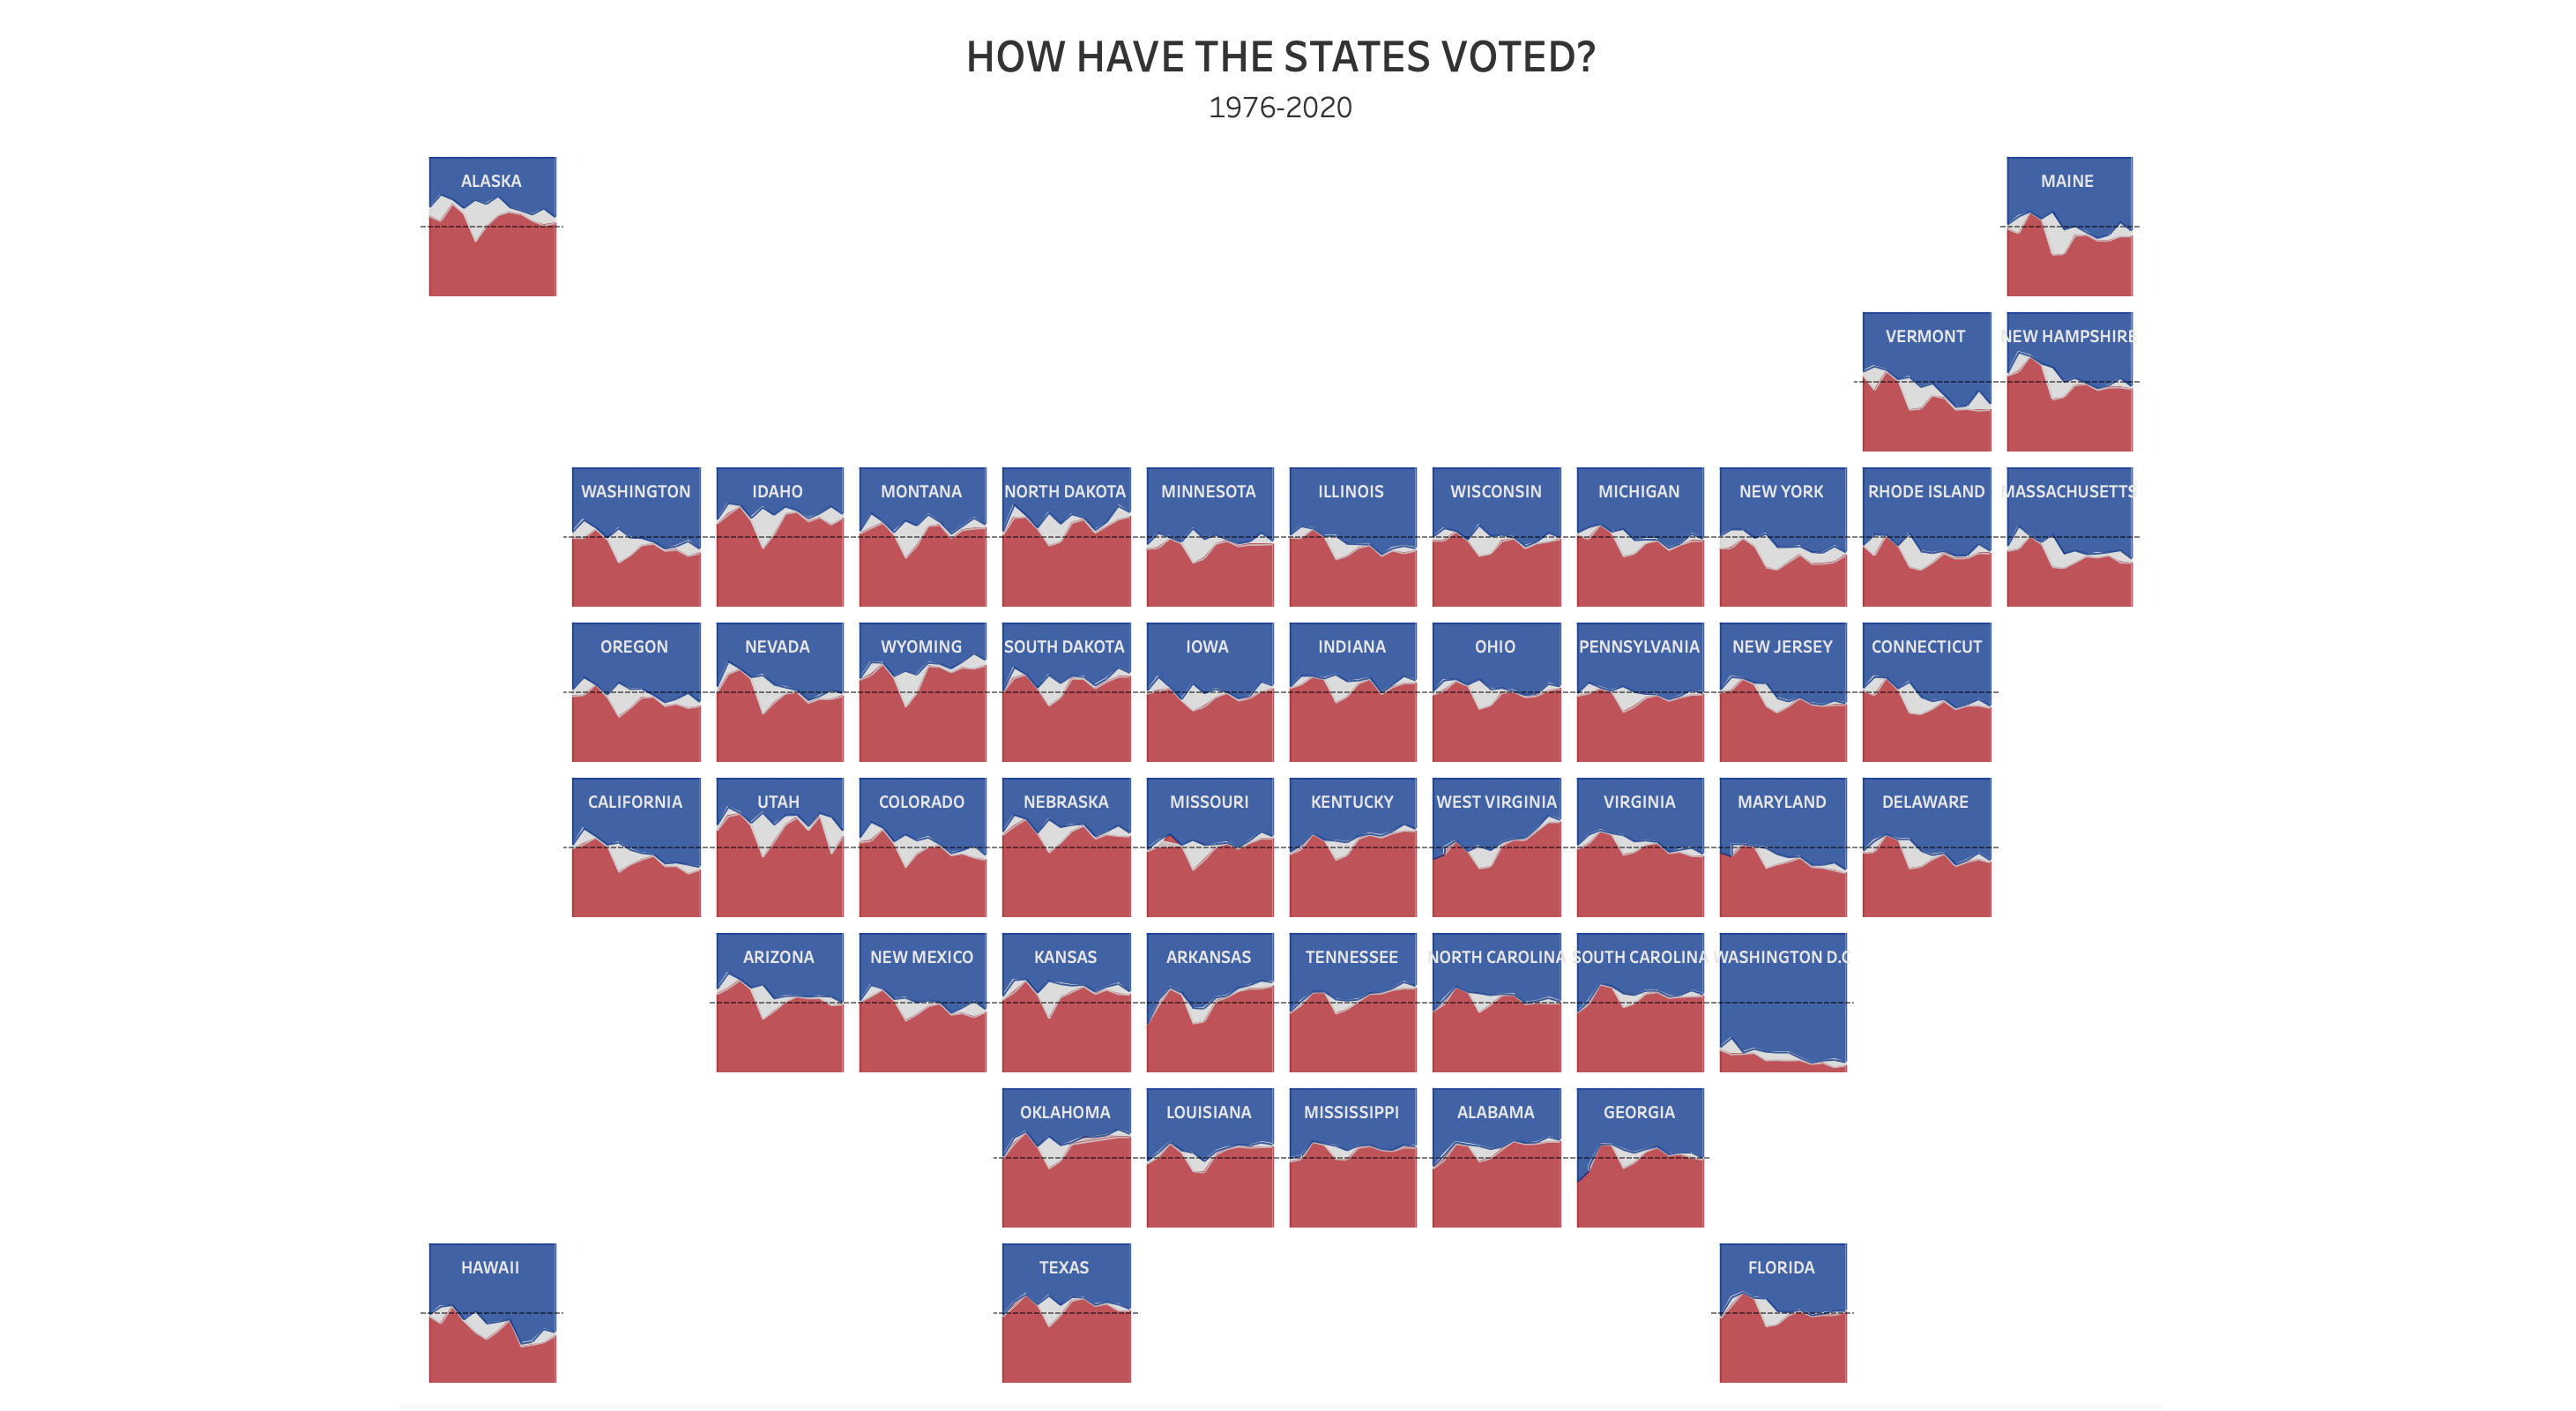 HOW HAVE THE STATES VOTED?
1976-2020
ALASKA
MAINE
VERMONT
NEW HAMPSHIRE
WASHINGTON
IDAHO
MONTANA
NORTH DAKOTA
MINNESOTA
ILLINOIS
WISCONSIN
MICHIGAN
NEW YORK
RHODE ISLAND
MASSACHUSETTS
OREGON
NEVADA
WYOMING
SOUTH DAKOTA
IOWA
INDIANA
OHIO
PENNSYLVANIA
NEW JERSEY
CONNECTICUT
CALIFORNIA
UTAH
COLORADO
NEBRASKA
MISSOURI
KENTUCKY
WEST VIRGINIA
VIRGINIA
MARYLAND
DELAWARE
ARIZONA
NEW MEXICO
KANSAS
ARKANSAS
TENNESSEE
NORTH CAROLINA
SOUTH CAROLINA
WASHINGTON D.C
OKLAHOMA
LOUISIANA
MISSISSIPPI
ALABAMA
GEORGIA
HAWAII
TEXAS
FLORIDA